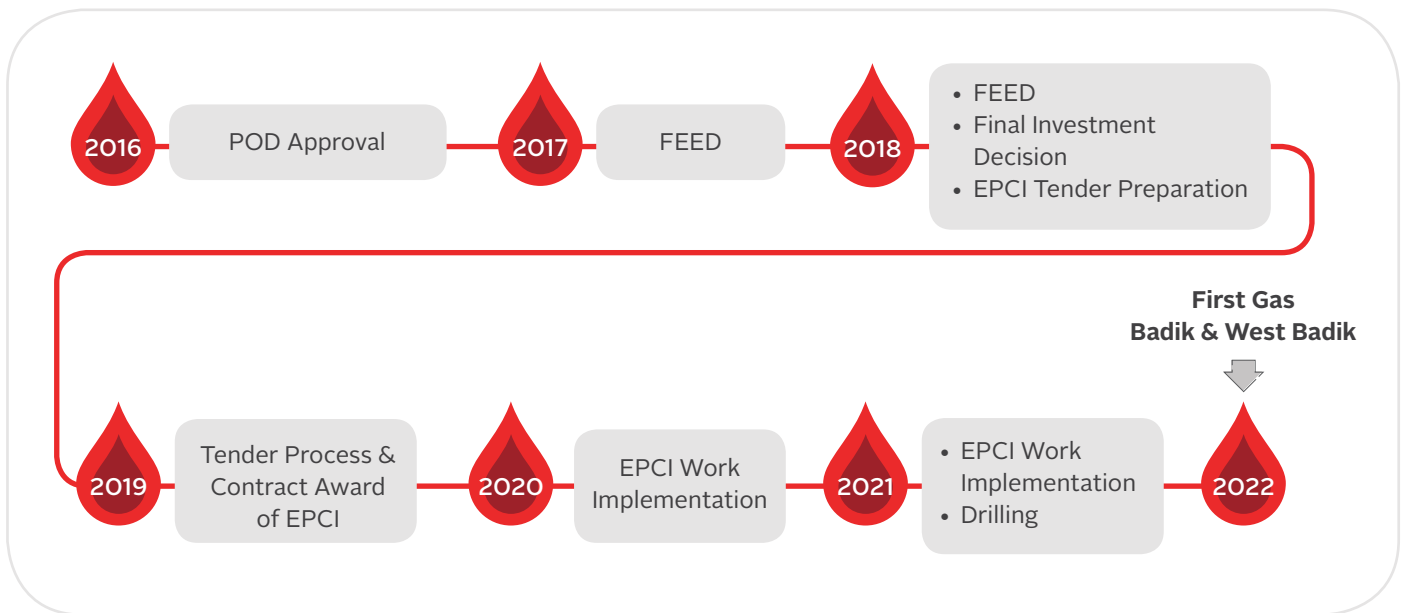 2016
POD Approval
2017
FEED
2018
• FEED
• Final Investment
Decision
• EPCI Tender Preparation
First Gas
Badik & West Badik
2019
Tender Process &
Contract Award
of EPCI
2020
EPCI Work
Implementation
2021
• EPCI Work
Implementation
• Drilling
2022